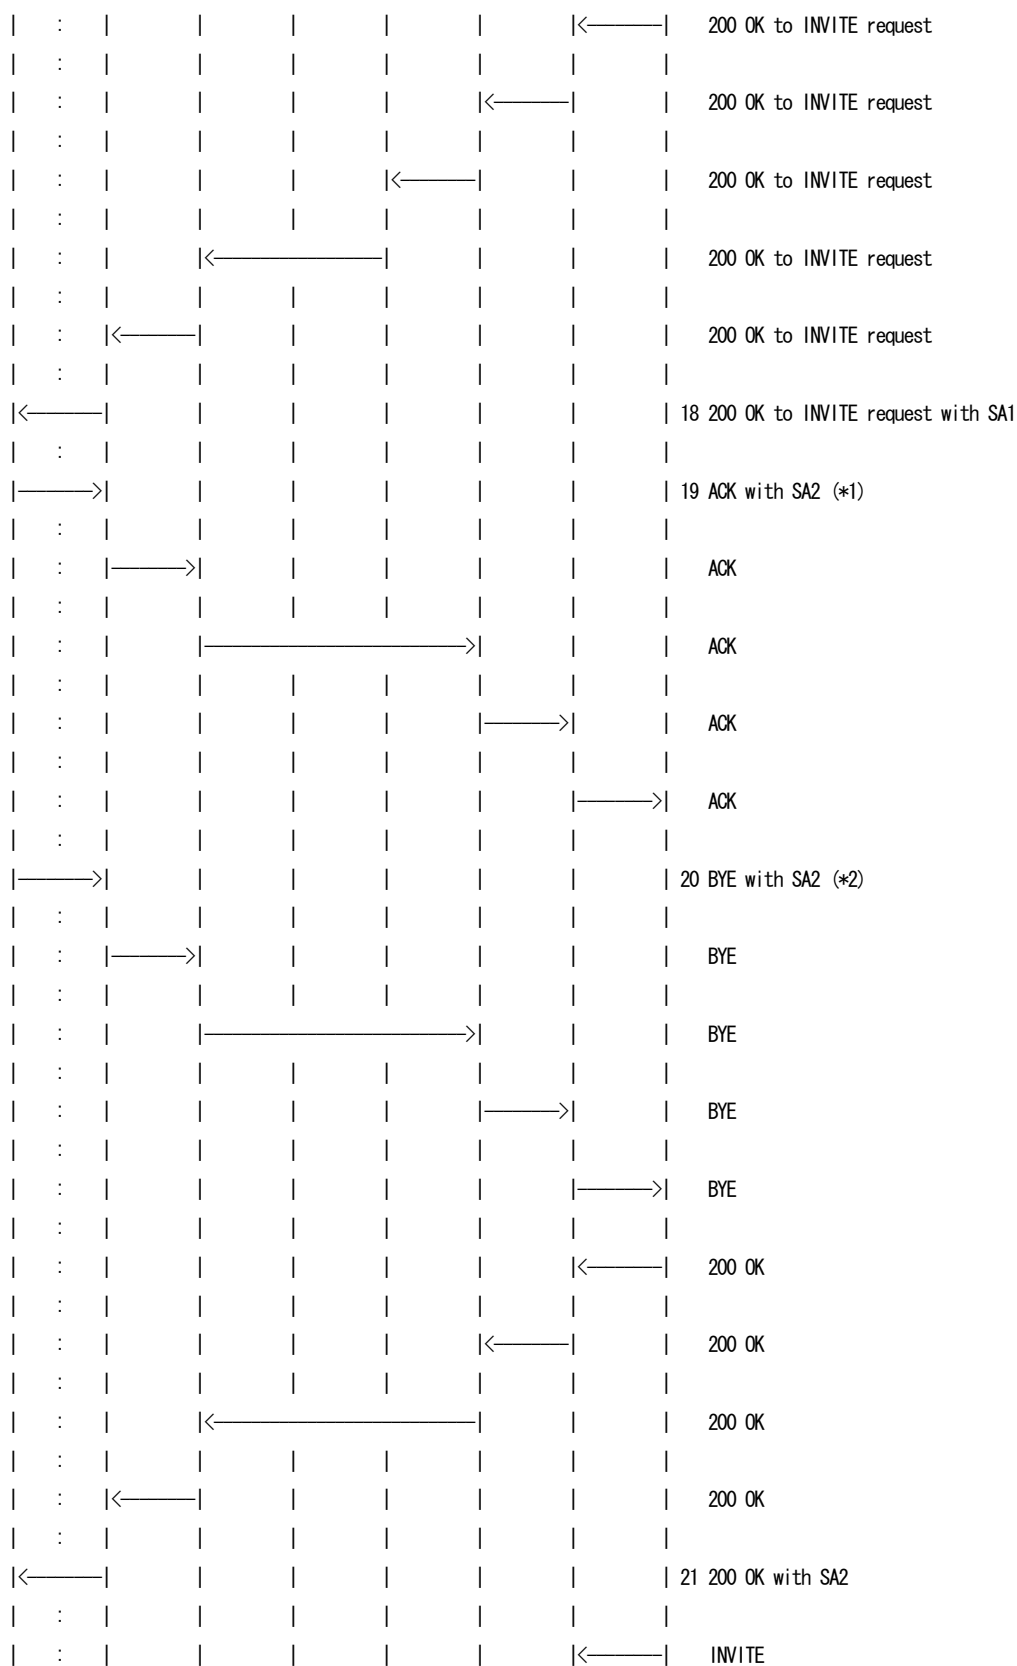 200 OK to INVITE request
200 OK to INVITE request
200 OK to INVITE request
200 OK to INVITE request
200 OK to INVITE request
18 200 OK to INVITE request with SA1
19 ACK with SA2 (*1)
ACK
ACK
ACK
ACK
20 BYE with SA2 (*2)
BYE
BYE
BYE
BYE
200 OK
200 OK
200 OK
200 OK
21 200 OK with SA2
INVITE